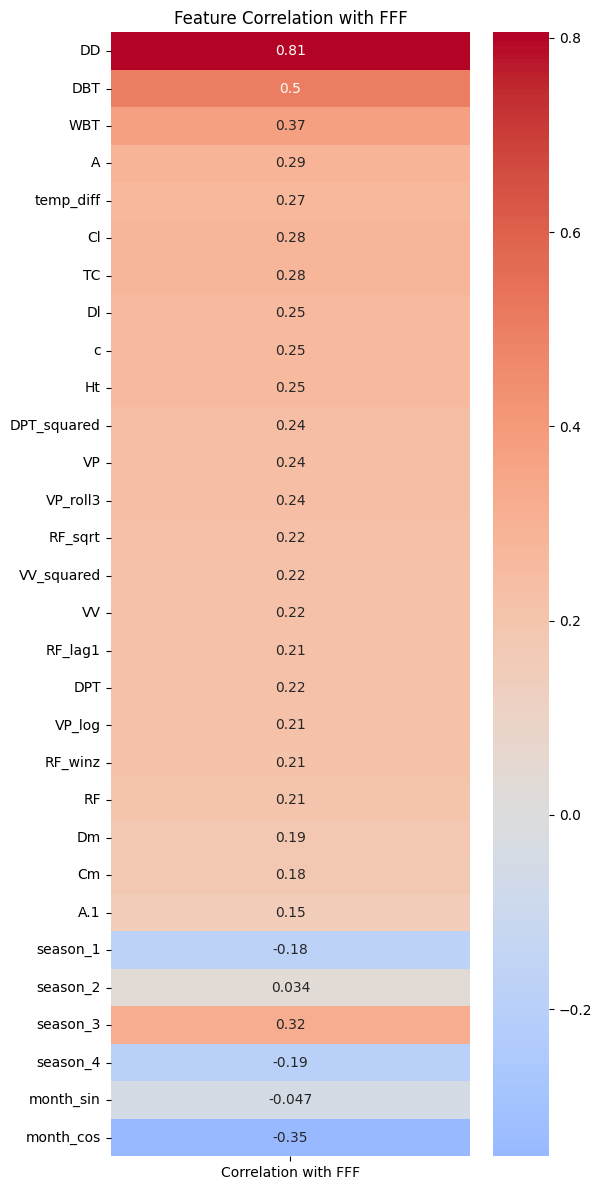 Feature Correlation with FFF
DD 0.81
DBT 0.5
WBT 0.37
A 0.29
temp_diff 0.27
Cl 0.28
TC 0.28
Dl 0.25
c 0.25
Ht 0.25
DPT_squared 0.24
VP 0.24
VP_roll3 0.24
RF_sqrt 0.22
VV_squared 0.22
VV 0.22
RF_lag1 0.21
DPT 0.22
VP_log 0.21
RF_winz 0.21
RF 0.21
Dm 0.19
Cm 0.18
A.1 0.15
season_1 -0.18
season_2 0.034
season_3 0.32
season_4 -0.19
month_sin -0.047
month_cos -0.35
Correlation with FFF
0.8
0.6
0.4
0.2
0.0
−0.2